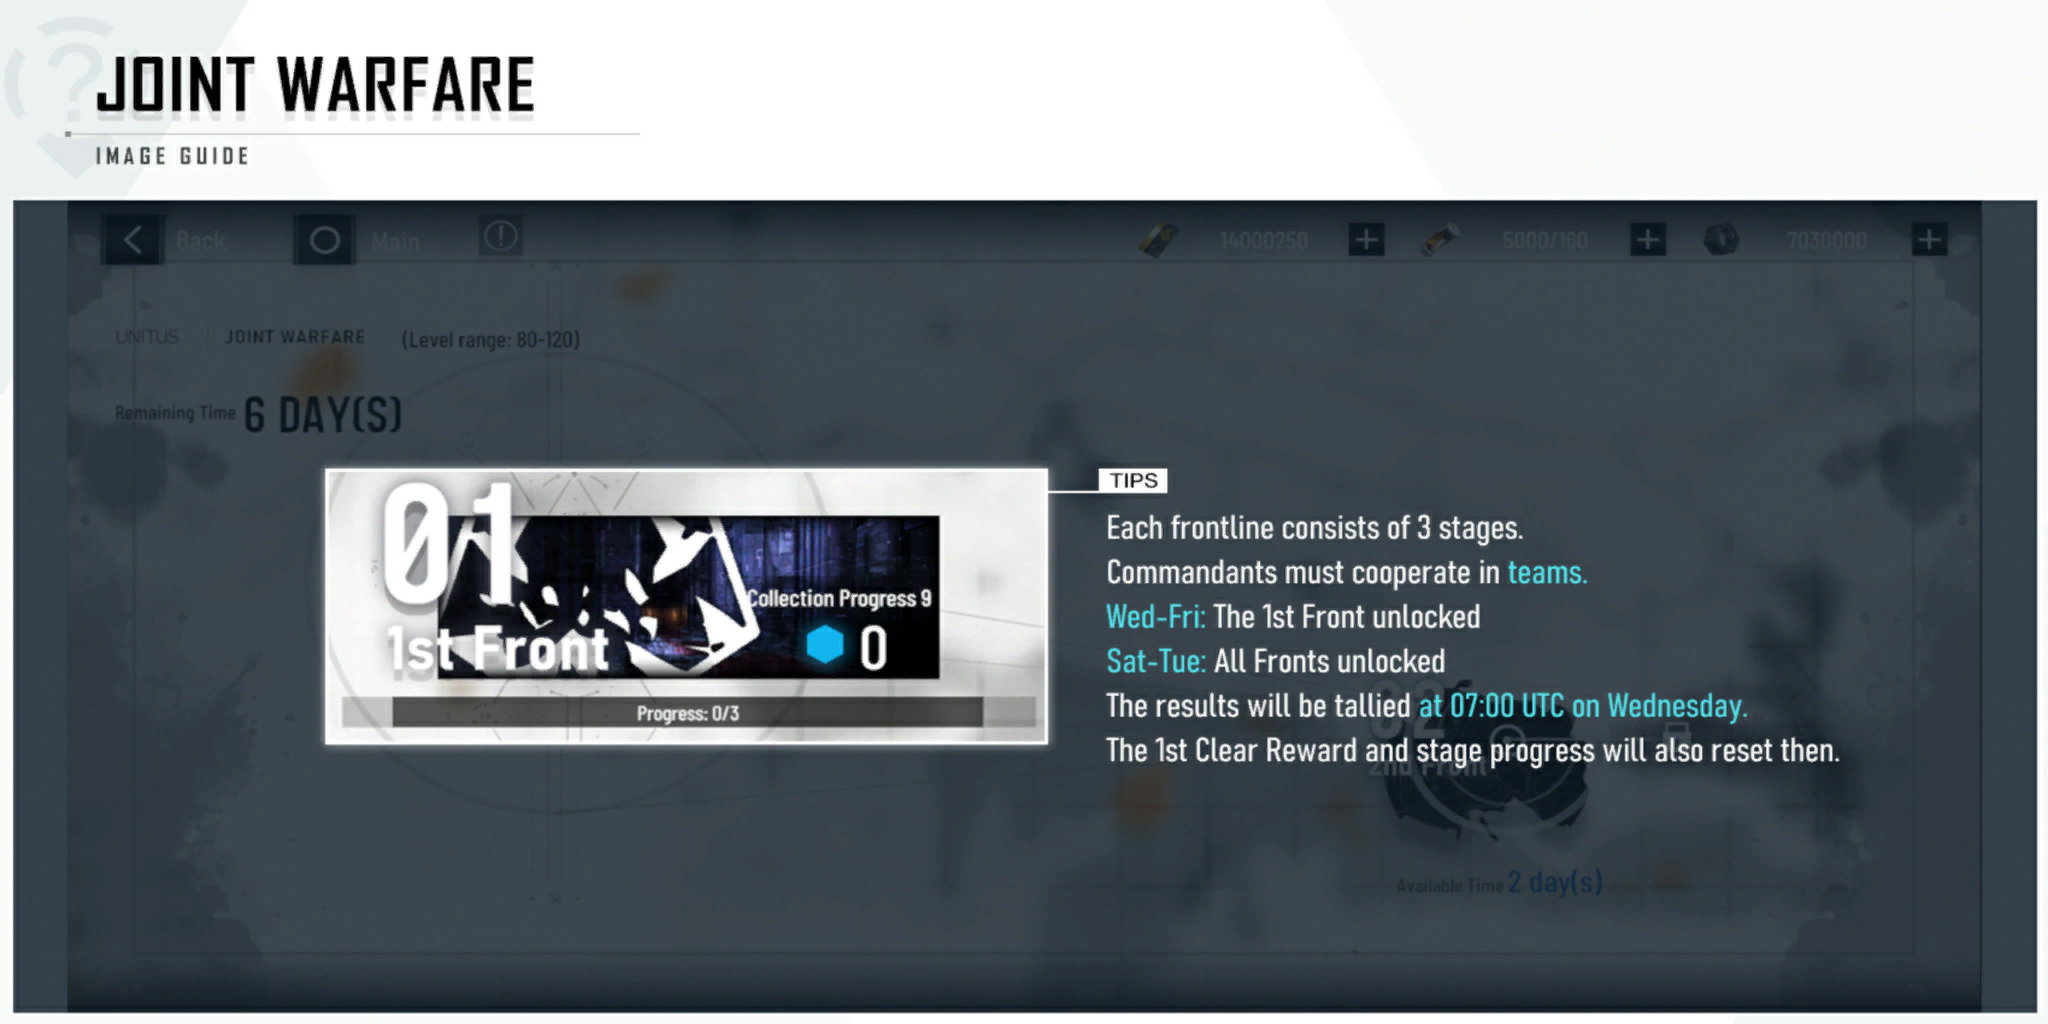 JOINT WARFARE
IMAGE GUIDE
Back
Main
14000250
5000/160
7030000
UNITUS
JOINT WARFARE
(Level range: 80-120)
Remaining Time 6 DAY(S)
01
1st Front
Collection Progress 9
0
Progress: 0/3
TIPS
Each frontline consists of 3 stages.
Commandants must cooperate in teams.
Wed-Fri: The 1st Front unlocked
Sat-Tue: All Fronts unlocked
The results will be tallied at 07:00 UTC on Wednesday.
The 1st Clear Reward and stage progress will also reset then.
02
2nd Front
Available Time 2 day(s)